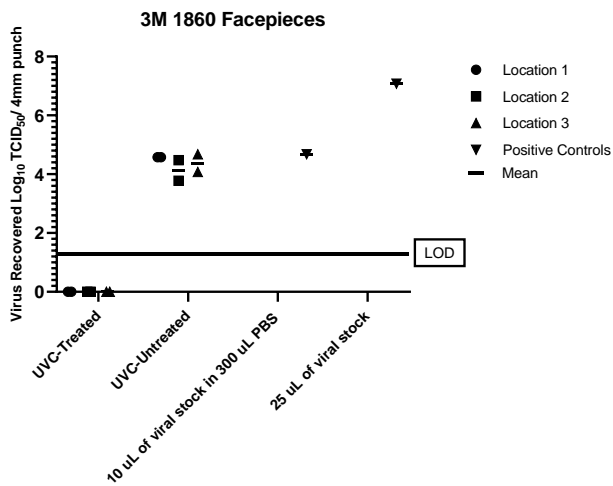 3M 1860 Facepieces
Virus Recovered Log₁₀ TCID₅₀/ 4mm punch
8
6
4
2
0
Location 1
Location 2
Location 3
Positive Controls
Mean
LOD
UVC-Treated
UVC-Untreated
10 uL of viral stock in 300 uL PBS
25 uL of viral stock